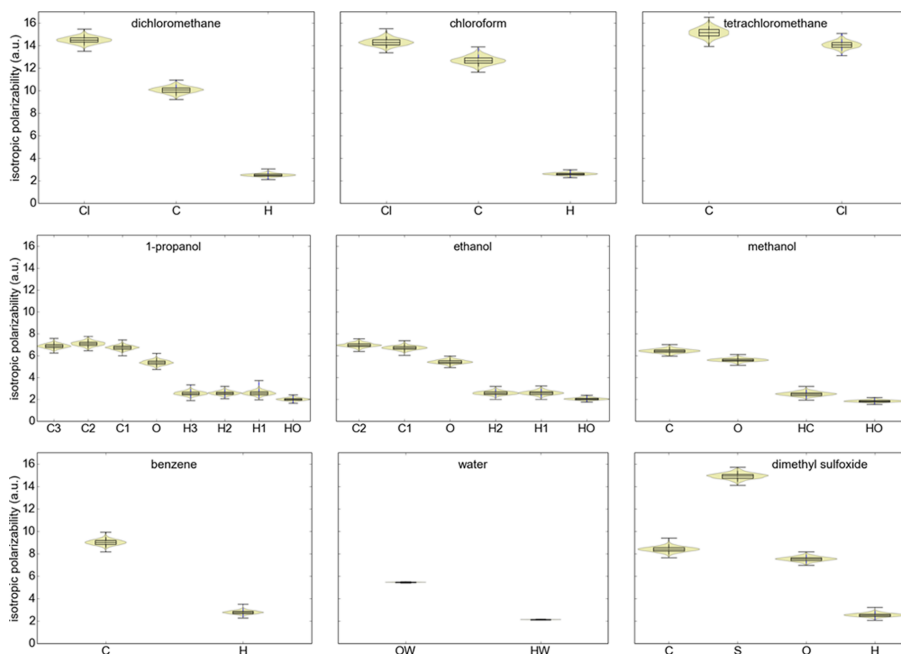 dichloromethane
chloroform
tetrachloromethane
isotropic polarizability (a.u.)
16
14
12
10
8
6
4
2
0
Cl C H
Cl C H
C Cl
1-propanol
ethanol
methanol
isotropic polarizability (a.u.)
16
14
12
10
8
6
4
2
0
C3 C2 C1 O H3 H2 H1 HO
C2 C1 O H2 H1 HO
C O HC HO
benzene
water
dimethyl sulfoxide
isotropic polarizability (a.u.)
16
14
12
10
8
6
4
2
0
C H
OW HW
C S O H